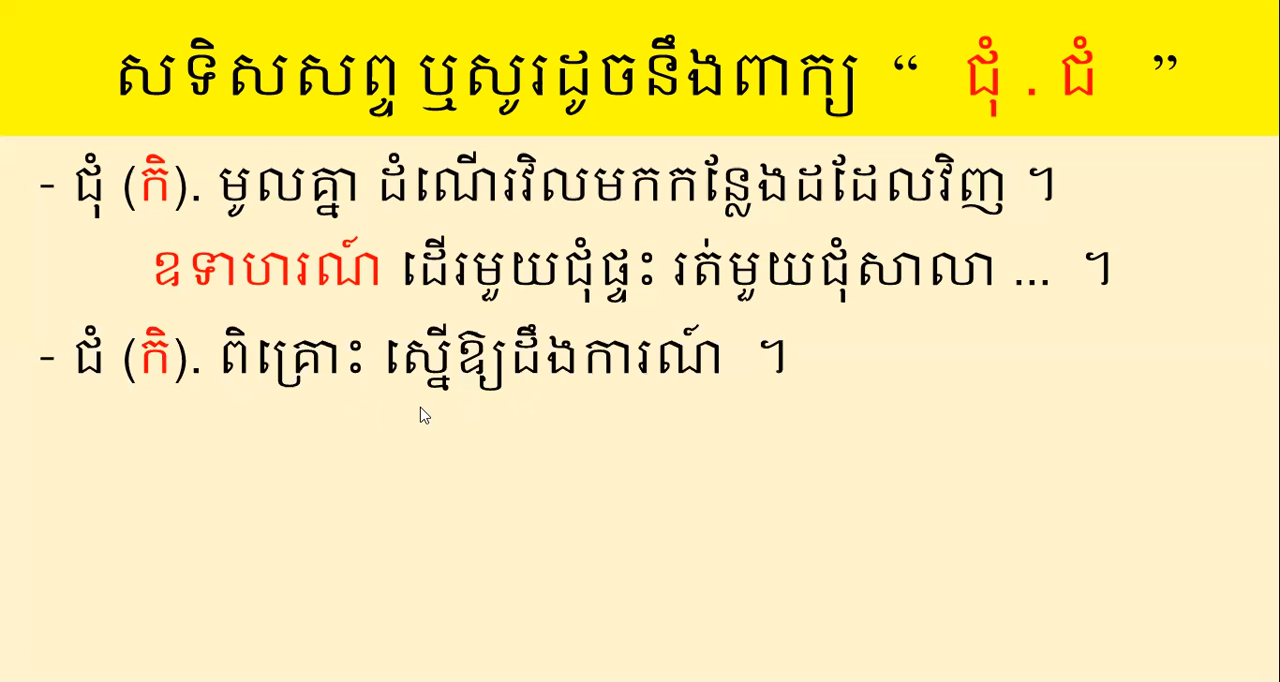 សទិសសព្ទ ឬសូរដូចនឹងពាក្យ “ ជុំ . ជំ ”
- ជុំ (កិ). មូលគ្នា ដំណើរវិលមកកន្លែងដដែលវិញ ។
ឧទាហរណ៍ ដើរមួយជុំផ្ទះ រត់មួយជុំសាលា ... ។
- ជំ (កិ). ពិគ្រោះ ស្នើឱ្យដឹងការណ៍ ។